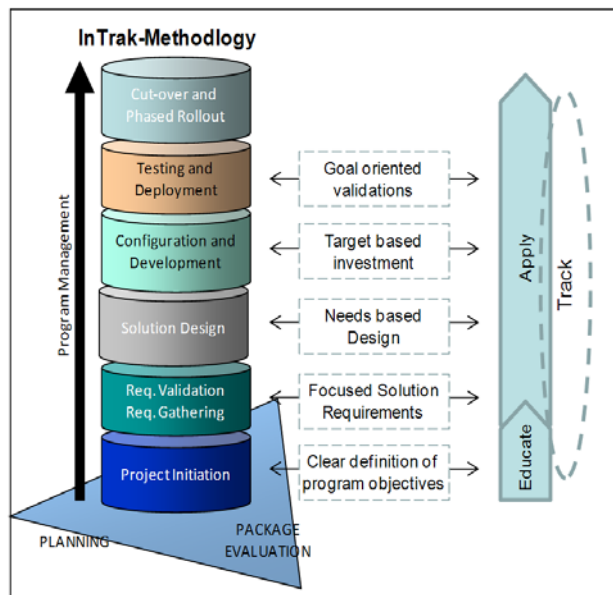 InTrak-Methodlogy
Cut-over and
Phased Rollout
Testing and
Deployment
Goal oriented
validations
Configuration and
Development
Target based
investment
Solution Design
Needs based
Design
Req. Validation
Req. Gathering
Focused Solution
Requirements
Project Initiation
Clear definition of
program objectives
Program Management
PLANNING
PACKAGE
EVALUATION
Apply
Track
Educate